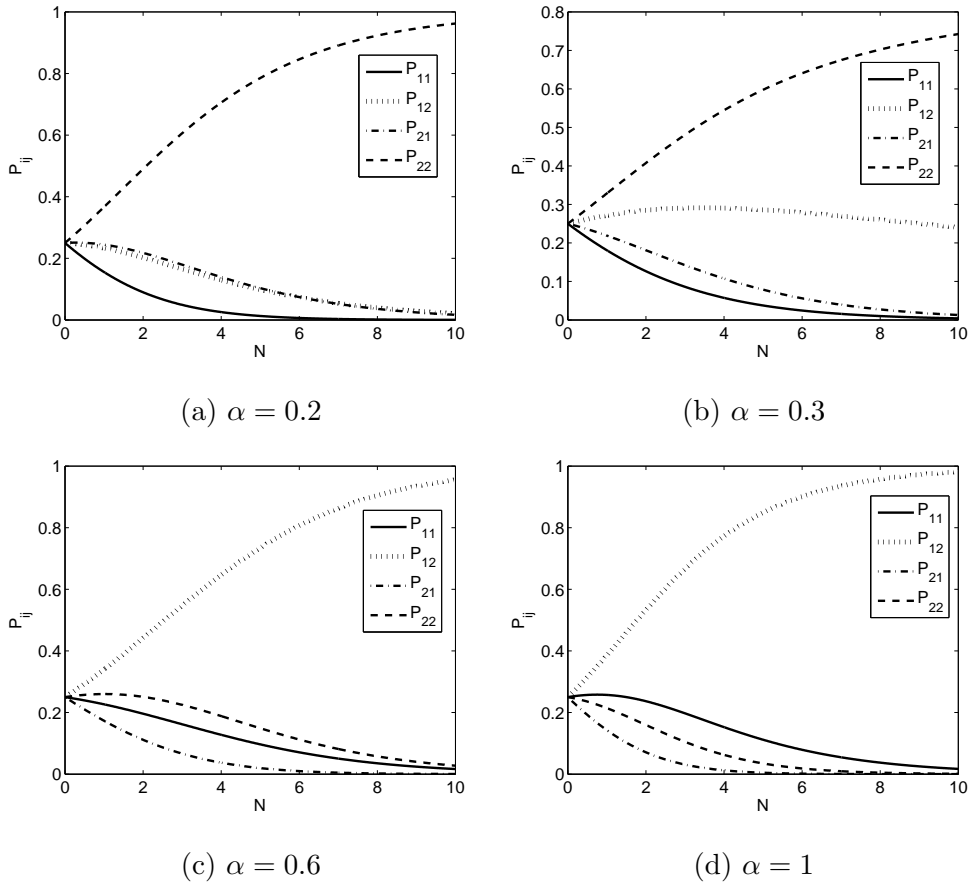 1
0.8
0.6
0.4
0.2
0
0 2 4 6 8 10
P_ij
N
P_11
P_12
P_21
P_22
(a) α = 0.2
0.8
0.7
0.6
0.5
0.4
0.3
0.2
0.1
0
0 2 4 6 8 10
P_ij
N
P_11
P_12
P_21
P_22
(b) α = 0.3
1
0.8
0.6
0.4
0.2
0
0 2 4 6 8 10
P_ij
N
P_11
P_12
P_21
P_22
(c) α = 0.6
1
0.8
0.6
0.4
0.2
0
0 2 4 6 8 10
P_ij
N
P_11
P_12
P_21
P_22
(d) α = 1